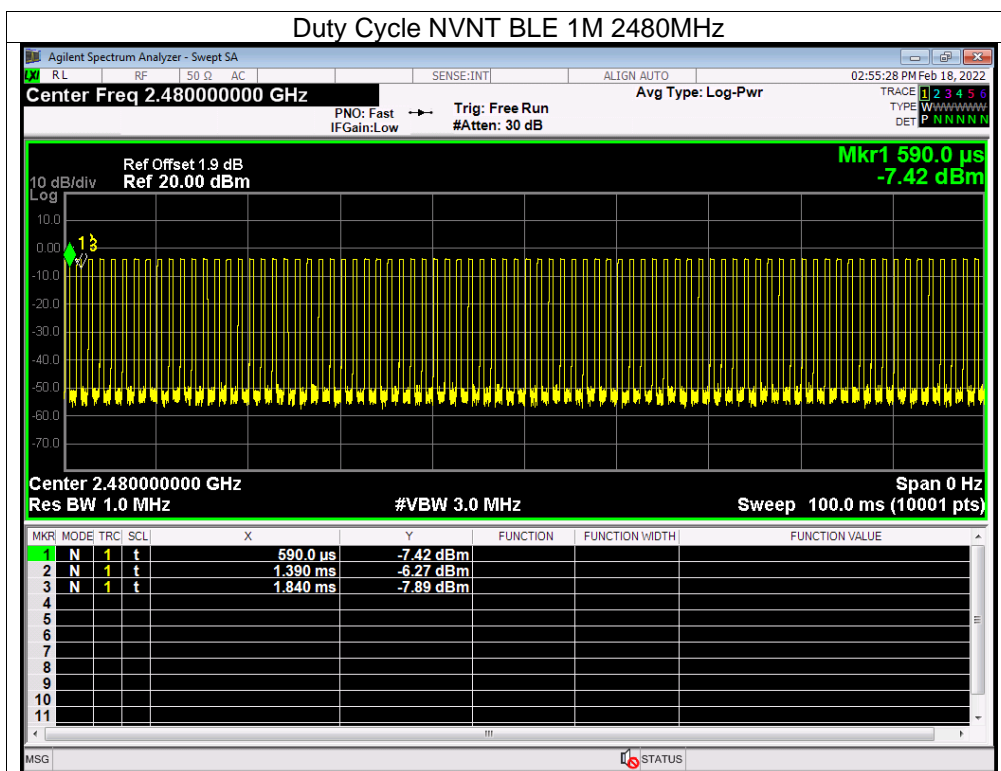 Duty Cycle NVNT BLE 1M 2480MHz
Agilent Spectrum Analyzer - Swept SA
LXI RL RF 50 Ω AC SENSE:INT ALIGN AUTO 02:55:28 PM Feb 18, 2022
Center Freq 2.480000000 GHz Avg Type: Log-Pwr TRACE 1 2 3 4 5 6
PNO: Fast Trig: Free Run TYPE WWWWWW
IFGain:Low #Atten: 30 dB DET P N N N N N
Mkr1 590.0 µs
Ref Offset 1.9 dB
10 dB/div Ref 20.00 dBm -7.42 dBm
Log
10.0
0.00
1 3
-10.0
-20.0
-30.0
-40.0
-50.0
-60.0
-70.0
Center 2.480000000 GHz Span 0 Hz
Res BW 1.0 MHz #VBW 3.0 MHz Sweep 100.0 ms (10001 pts)
MKR MODE TRC SCL X Y FUNCTION FUNCTION WIDTH FUNCTION VALUE
1 N 1 t 590.0 µs -7.42 dBm
2 N 1 t 1.390 ms -6.27 dBm
3 N 1 t 1.840 ms -7.89 dBm
4
5
6
7
8
9
10
11
MSG STATUS